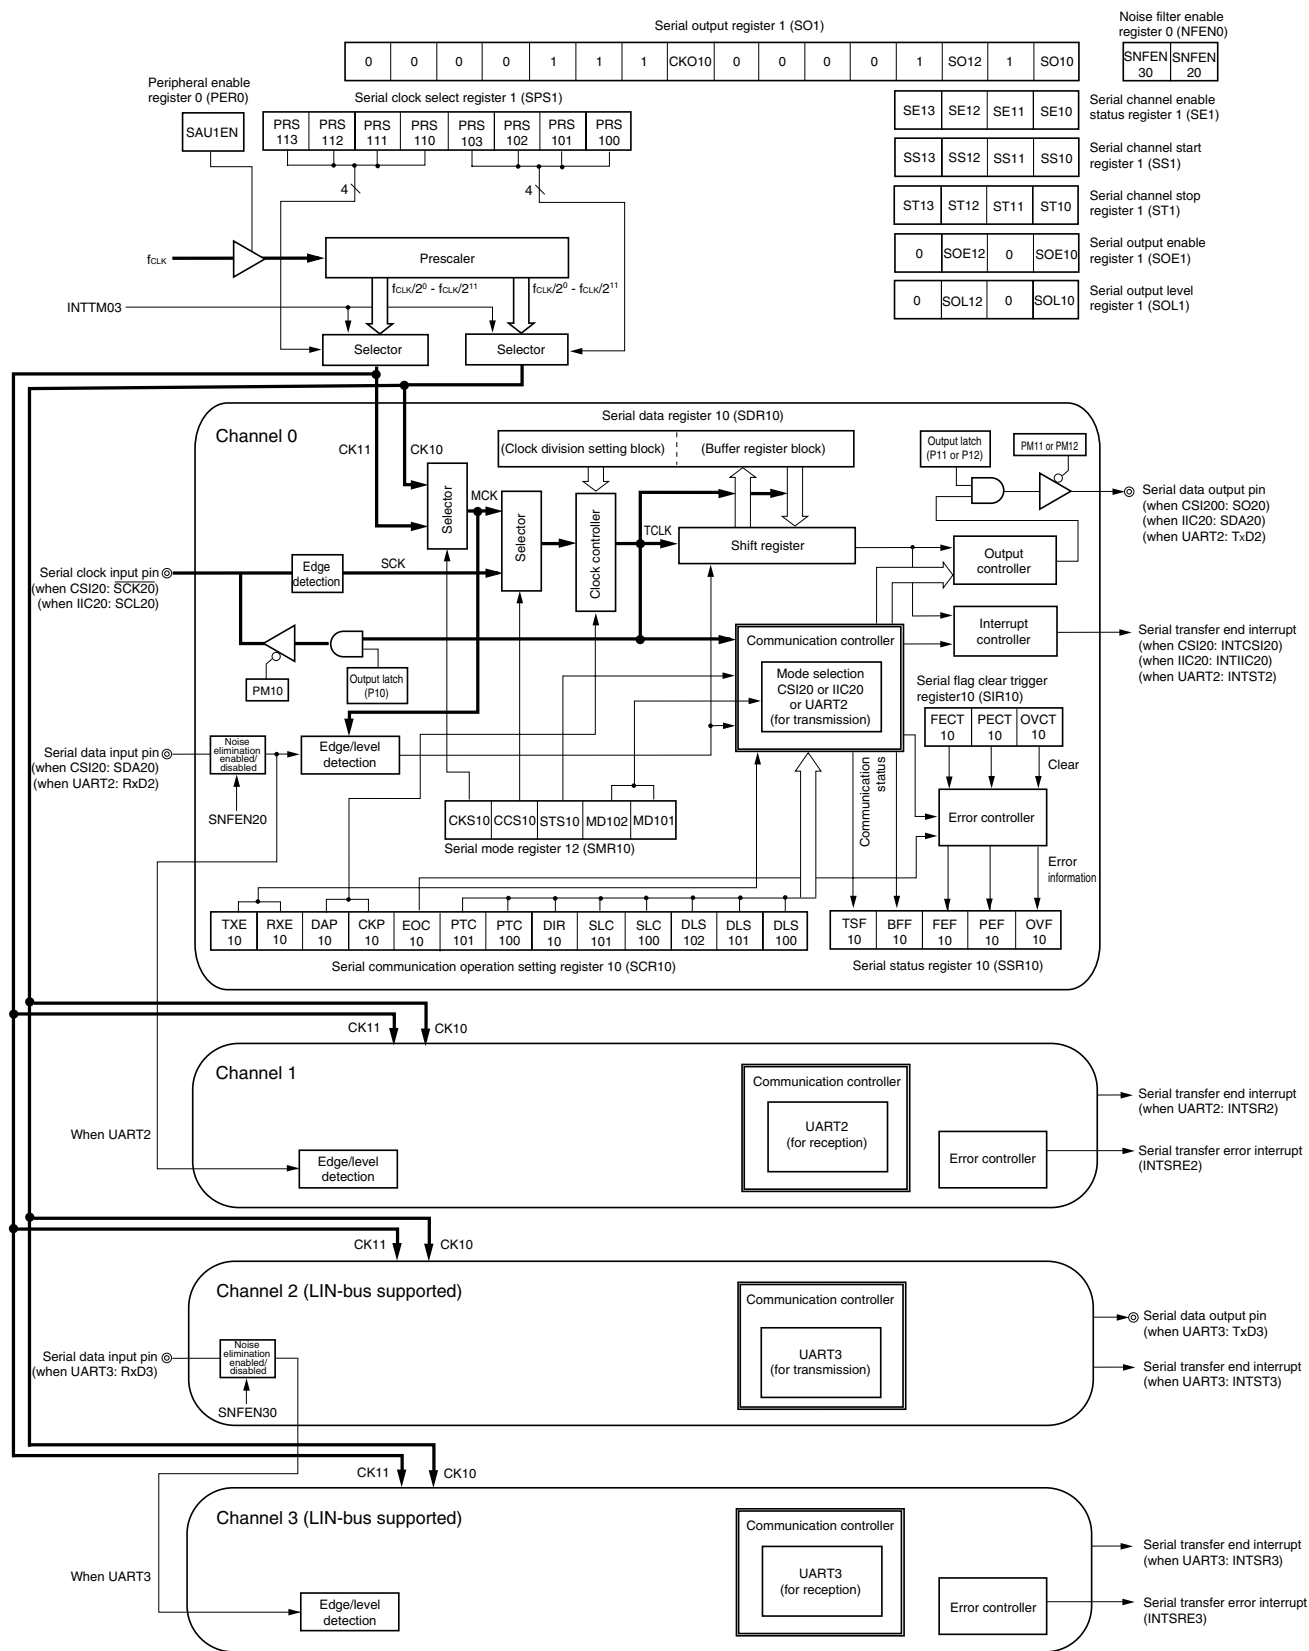 Serial output register 1 (SO1)
0 0 0 0 1 1 1 CKO10 0 0 0 0 1 SO12 1 SO10
Noise filter enable
register 0 (NFEN0)
SNFEN
30
SNFEN
20
Peripheral enable
register 0 (PER0)
SAU1EN
Serial clock select register 1 (SPS1)
PRS
113
PRS
112
PRS
111
PRS
110
PRS
103
PRS
102
PRS
101
PRS
100
4
4
SE13 SE12 SE11 SE10
Serial channel enable
status register 1 (SE1)
SS13 SS12 SS11 SS10
Serial channel start
register 1 (SS1)
ST13 ST12 ST11 ST10
Serial channel stop
register 1 (ST1)
0 SOE12 0 SOE10
Serial output enable
register 1 (SOE1)
0 SOL12 0 SOL10
Serial output level
register 1 (SOL1)
fCLK
Prescaler
fCLK/2⁰ - fCLK/2¹¹
fCLK/2⁰ - fCLK/2¹¹
INTTM03
Selector
Selector
Channel 0
CK11
CK10
Serial data register 10 (SDR10)
(Clock division setting block)
(Buffer register block)
Selector
MCK
Selector
Clock controller
TCLK
Shift register
Output latch
(P11 or P12)
PM11 or PM12
Serial data output pin
(when CSI200: SO20)
(when IIC20: SDA20)
(when UART2: TxD2)
Output
controller
Serial clock input pin
(when CSI20: SCK20)
(when IIC20: SCL20)
Edge
detection
SCK
PM10
Output latch
(P10)
Communication controller
Mode selection
CSI20 or IIC20
or UART2
(for transmission)
Interrupt
controller
Serial transfer end interrupt
(when CSI20: INTCSI20)
(when IIC20: INTIIC20)
(when UART2: INTST2)
Serial flag clear trigger
register10 (SIR10)
FECT
10
PECT
10
OVCT
10
Clear
Serial data input pin
(when CSI20: SDA20)
(when UART2: RxD2)
Noise
elimination
enabled/
disabled
SNFEN20
Edge/level
detection
CKS10 CCS10 STS10 MD102 MD101
Serial mode register 12 (SMR10)
Communication
status
Error controller
Error
information
TXE
10
RXE
10
DAP
10
CKP
10
EOC
10
PTC
101
PTC
100
DIR
10
SLC
101
SLC
100
DLS
102
DLS
101
DLS
100
Serial communication operation setting register 10 (SCR10)
TSF
10
BFF
10
FEF
10
PEF
10
OVF
10
Serial status register 10 (SSR10)
CK11
CK10
Channel 1
When UART2
Edge/level
detection
Communication controller
UART2
(for reception)
Error controller
Serial transfer end interrupt
(when UART2: INTSR2)
Serial transfer error interrupt
(INTSRE2)
CK11
CK10
Channel 2 (LIN-bus supported)
Serial data input pin
(when UART3: RxD3)
Noise
elimination
enabled/
disabled
SNFEN30
Communication controller
UART3
(for transmission)
Serial data output pin
(when UART3: TxD3)
Serial transfer end interrupt
(when UART3: INTST3)
CK11
CK10
Channel 3 (LIN-bus supported)
When UART3
Edge/level
detection
Communication controller
UART3
(for reception)
Error controller
Serial transfer end interrupt
(when UART3: INTSR3)
Serial transfer error interrupt
(INTSRE3)